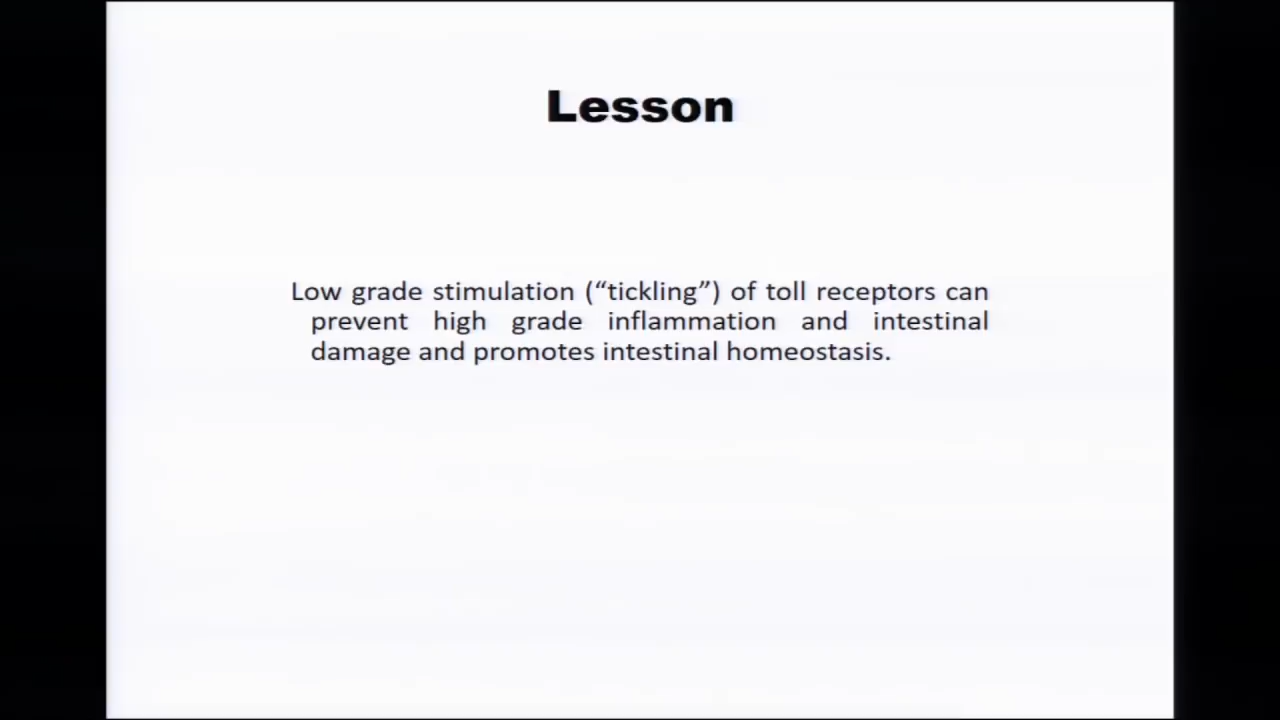 Lesson
Low grade stimulation (“tickling”) of toll receptors can
prevent high grade inflammation and intestinal
damage and promotes intestinal homeostasis.